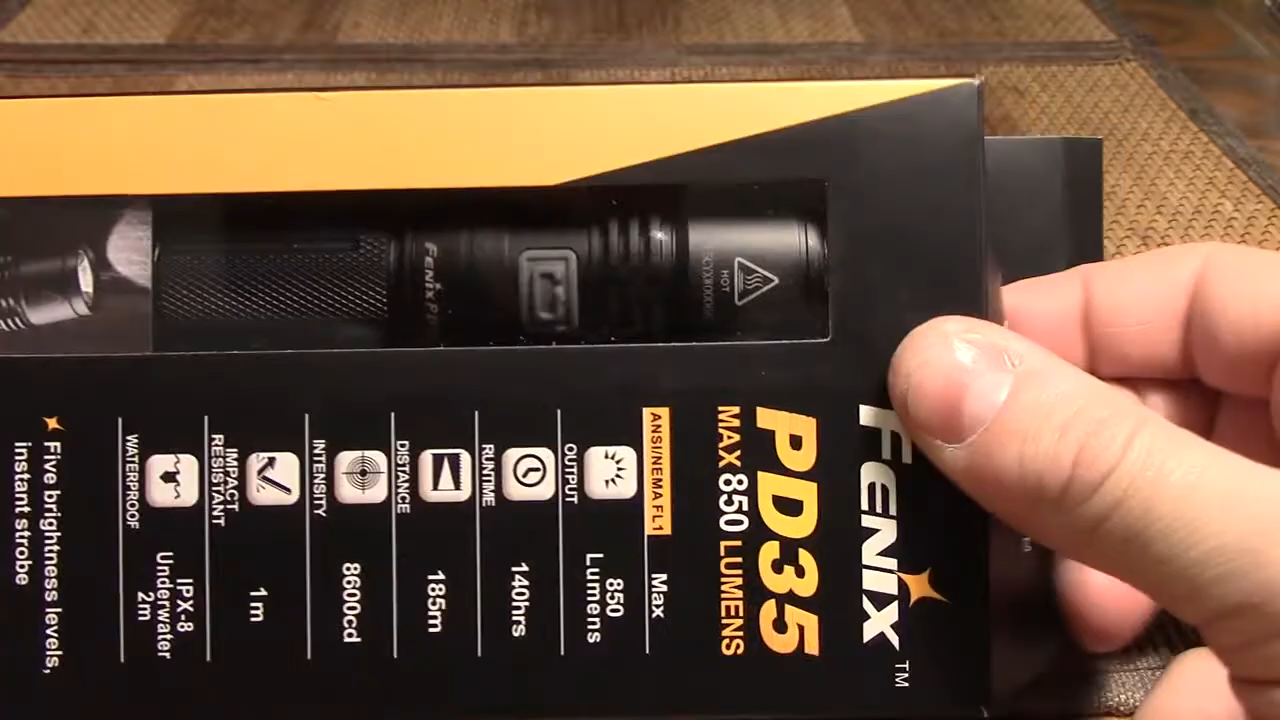 FENIX™
PD35
MAX 850 LUMENS
ANSI/NEMA FL1 Max
OUTPUT 850 Lumens
RUNTIME 140hrs
DISTANCE 185m
INTENSITY 8600cd
IMPACT RESISTANT 1m
WATERPROOF IPX-8 Underwater 2m
Five brightness levels,
instant strobe
FENIX
HOT